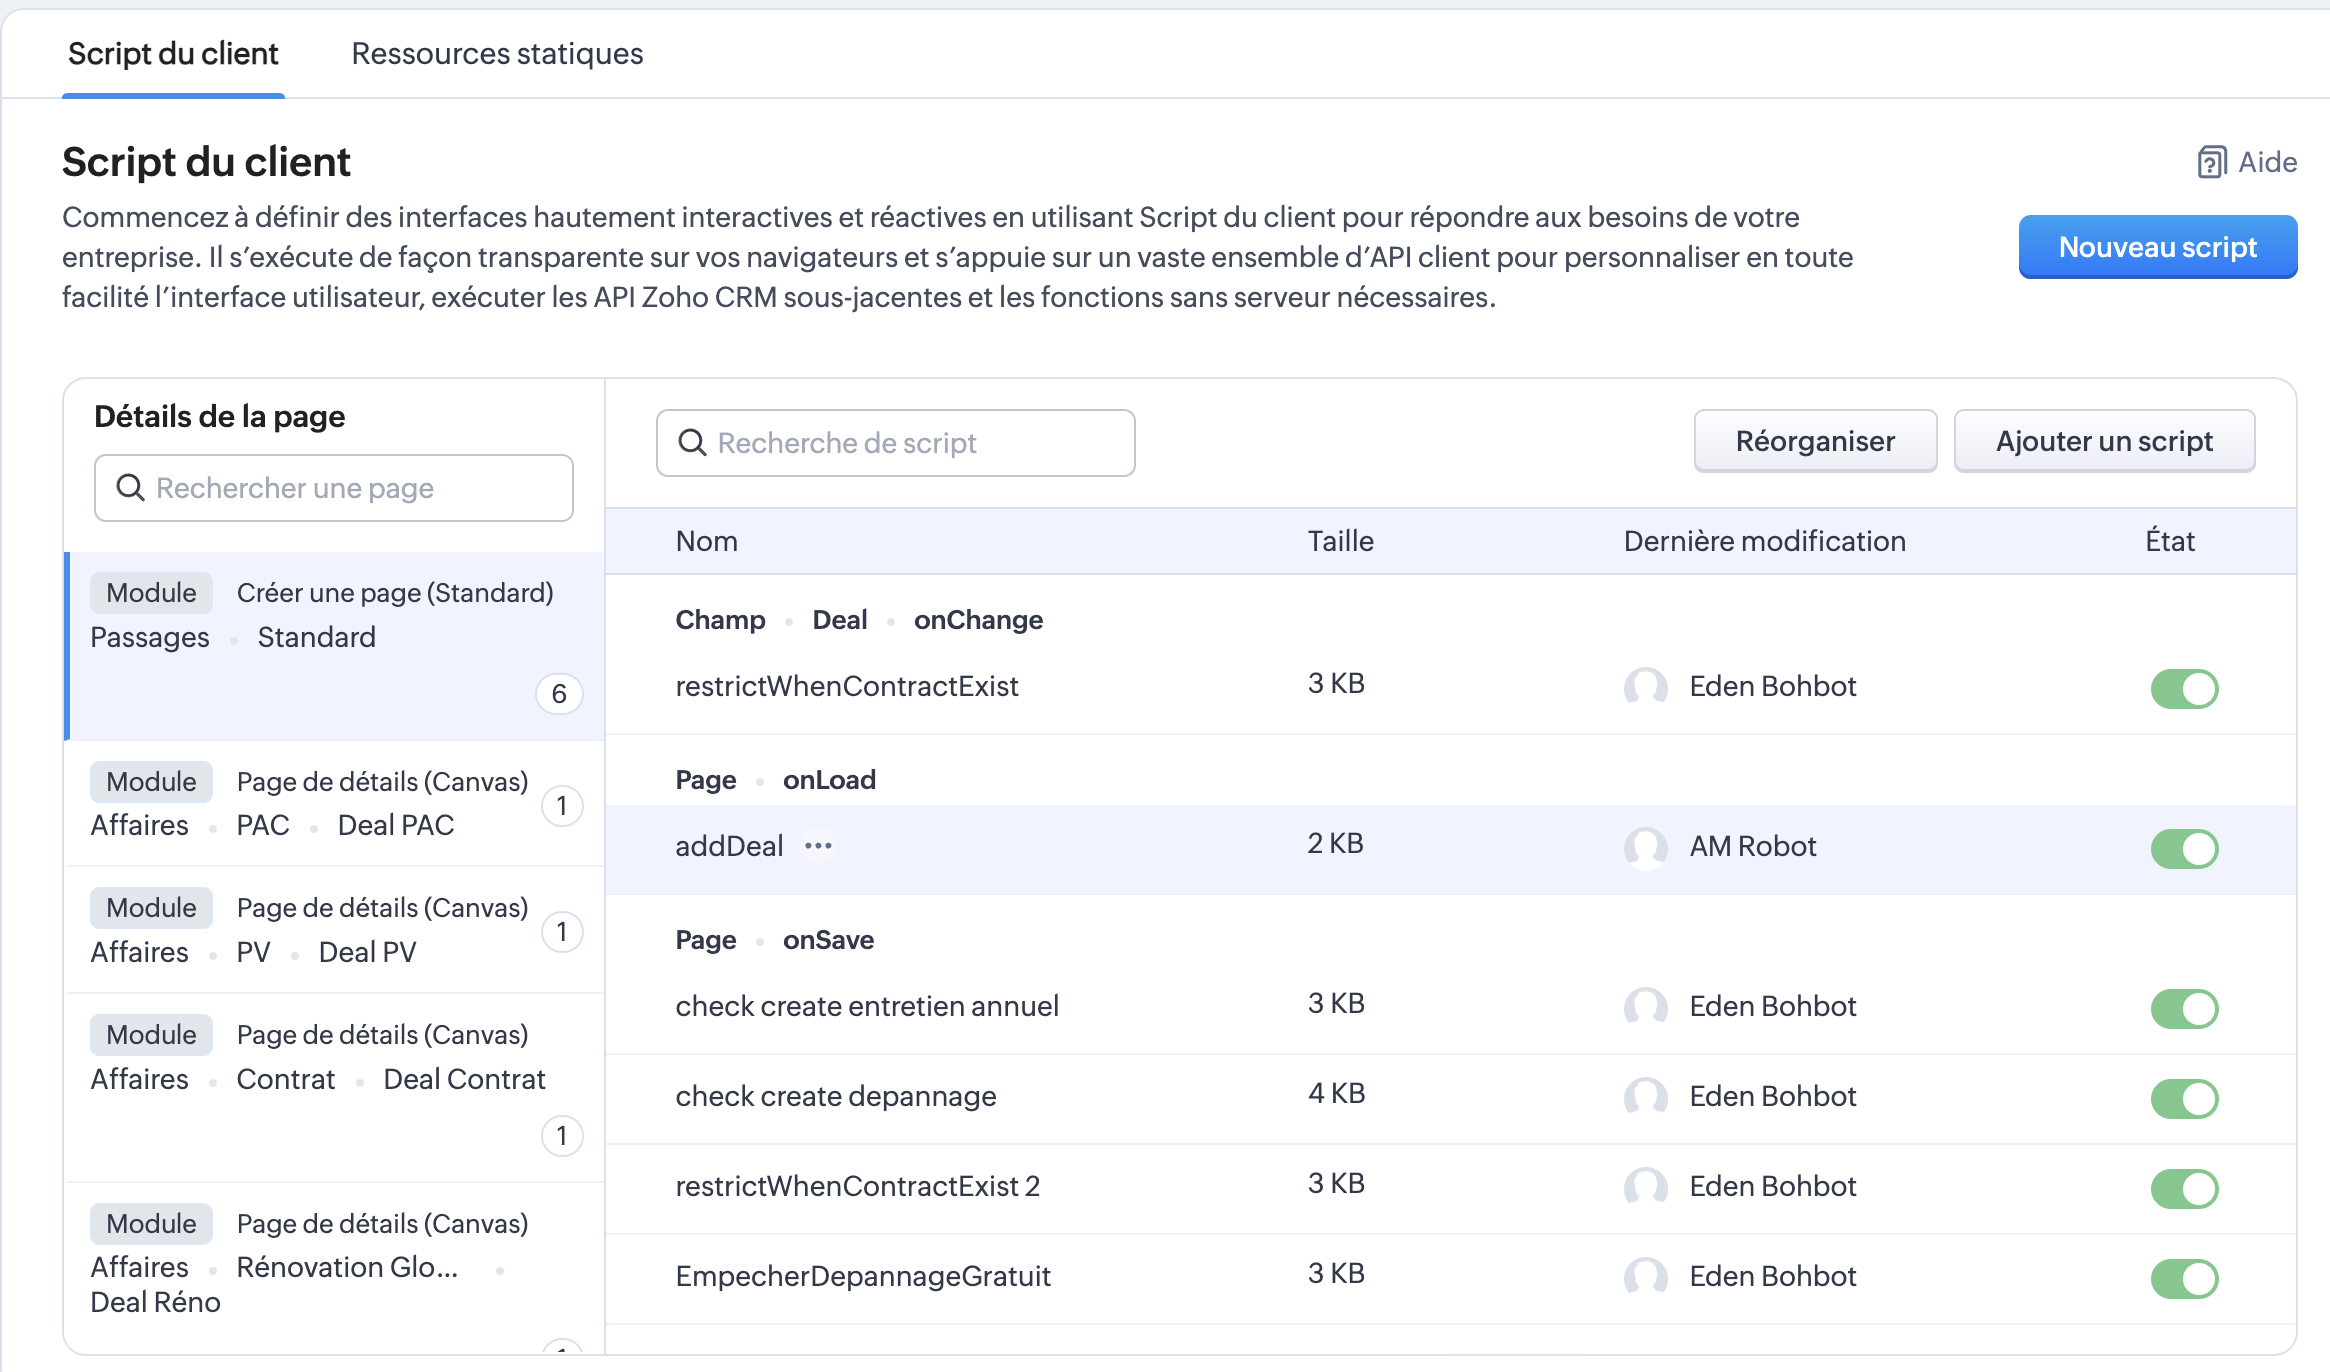 Script du client
Ressources statiques
Script du client
Aide
Commencez à définir des interfaces hautement interactives et réactives en utilisant Script du client pour répondre aux besoins de votre
entreprise. Il s’exécute de façon transparente sur vos navigateurs et s’appuie sur un vaste ensemble d’API client pour personnaliser en toute
facilité l’interface utilisateur, exécuter les API Zoho CRM sous-jacentes et les fonctions sans serveur nécessaires.
Nouveau script
Détails de la page
Rechercher une page
Module Créer une page (Standard)
Passages • Standard
6
Module Page de détails (Canvas)
Affaires • PAC • Deal PAC
1
Module Page de détails (Canvas)
Affaires • PV • Deal PV
1
Module Page de détails (Canvas)
Affaires • Contrat • Deal Contrat
1
Module Page de détails (Canvas)
Affaires • Rénovation Glo... •
Deal Réno
Recherche de script
Réorganiser
Ajouter un script
Nom Taille Dernière modification État
Champ • Deal • onChange
restrictWhenContractExist 3 KB Eden Bohbot
Page • onLoad
addDeal ••• 2 KB AM Robot
Page • onSave
check create entretien annuel 3 KB Eden Bohbot
check create depannage 4 KB Eden Bohbot
restrictWhenContractExist 2 3 KB Eden Bohbot
EmpecherDepannageGratuit 3 KB Eden Bohbot